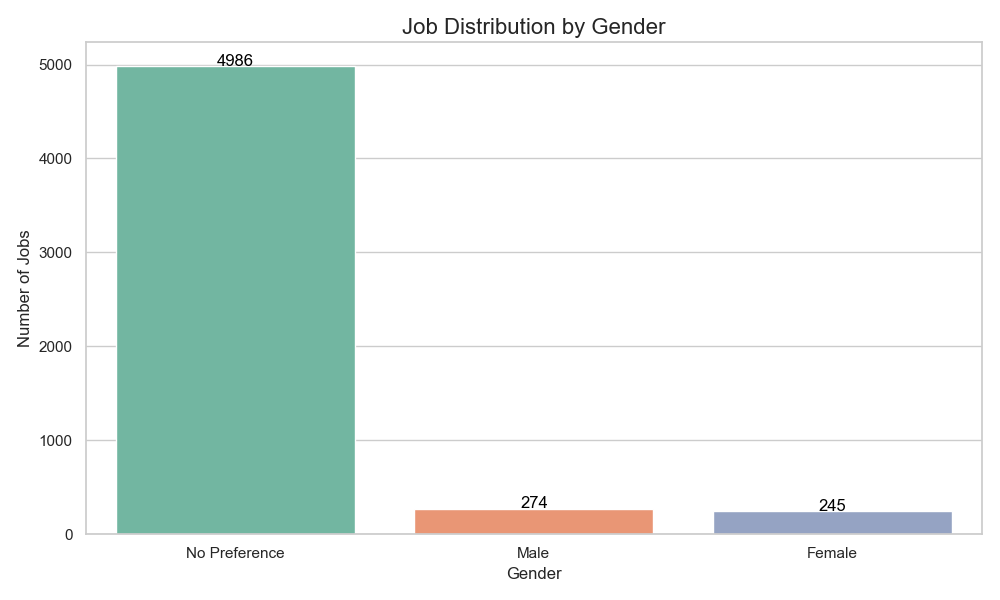 Job Distribution by Gender
Number of Jobs
5000
4000
3000
2000
1000
0
4986
274
245
No Preference
Male
Female
Gender